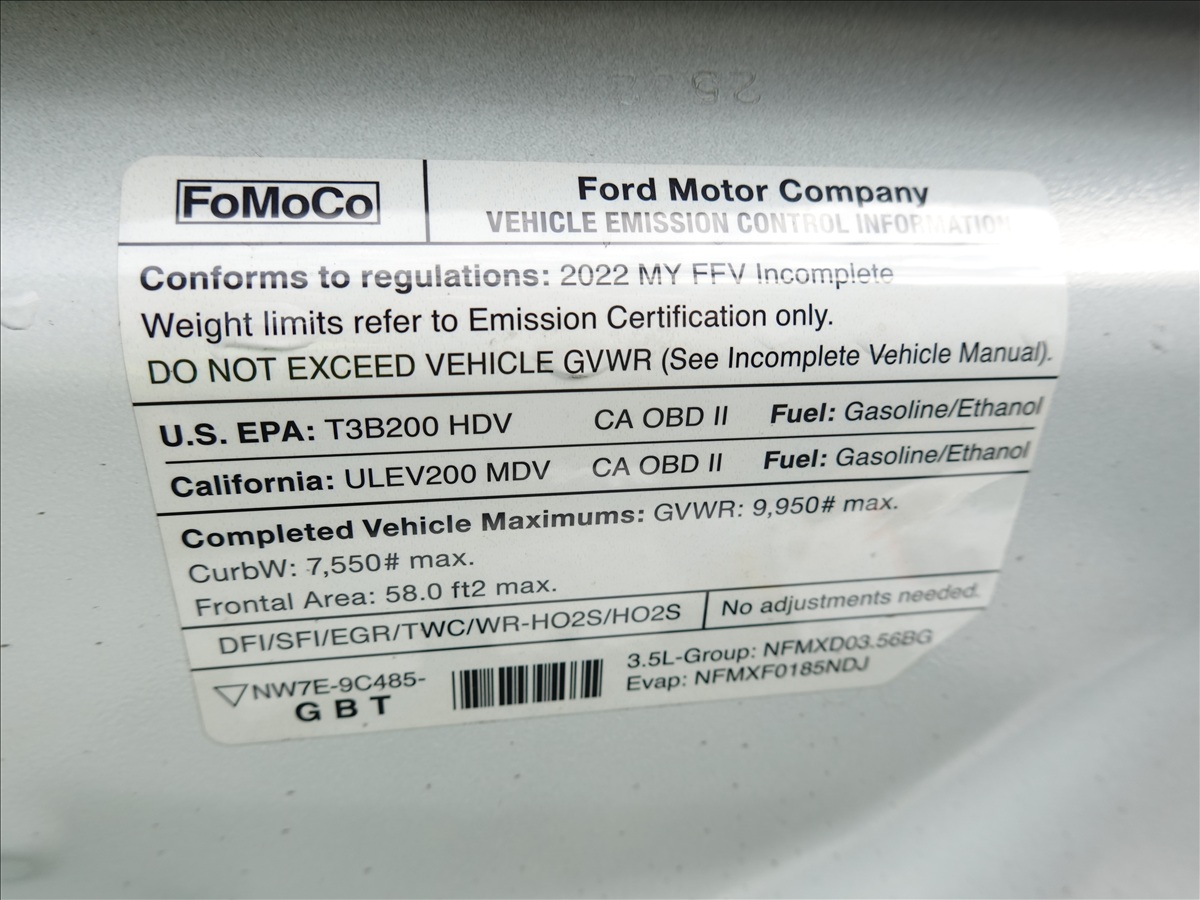 FoMoCo
Ford Motor Company
VEHICLE EMISSION CONTROL INFORMATION
Conforms to regulations: 2022 MY FFV Incomplete
Weight limits refer to Emission Certification only.
DO NOT EXCEED VEHICLE GVWR (See Incomplete Vehicle Manual).
U.S. EPA: T3B200 HDV CA OBD II Fuel: Gasoline/Ethanol
California: ULEV200 MDV CA OBD II Fuel: Gasoline/Ethanol
Completed Vehicle Maximums: GVWR: 9,950# max.
CurbW: 7,550# max.
Frontal Area: 58.0 ft2 max.
DFI/SFI/EGR/TWC/WR-HO2S/HO2S No adjustments needed.
NW7E-9C485-
GBT
3.5L-Group: NFMXD03.56BG
Evap: NFMXF0185NDJ